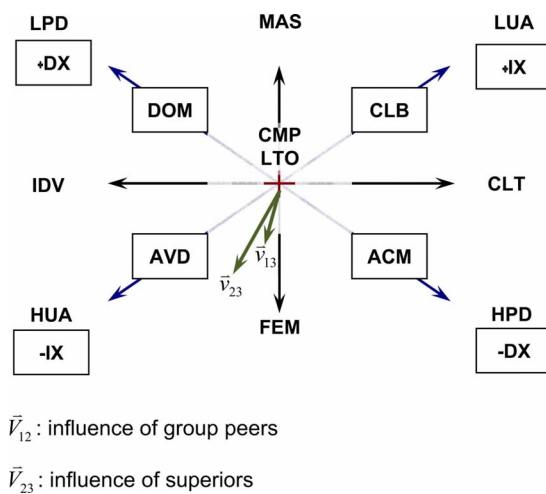 LPD
MAS
LUA
+DX
+IX
DOM
CLB
CMP
LTO
IDV
CLT
AVD
ACM
v⃗13
v⃗23
HUA
FEM
HPD
-IX
-DX
V⃗12 : influence of group peers
V⃗23 : influence of superiors